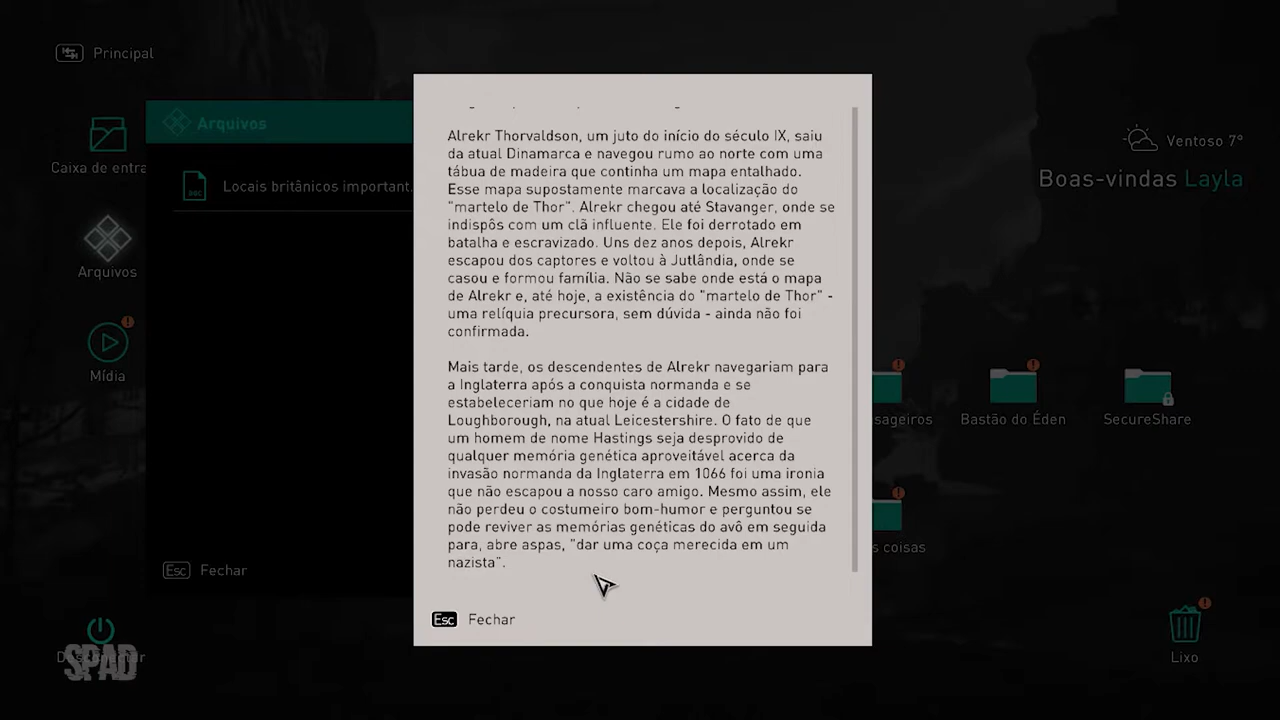 Principal
Caixa de entra
Arquivos
Mídia
Arquivos
Locais britânicos important.
Esc Fechar
Alrekr Thorvaldson, um juto do início do século IX, saiu
da atual Dinamarca e navegou rumo ao norte com uma
tábua de madeira que continha um mapa entalhado.
Esse mapa supostamente marcava a localização do
"martelo de Thor". Alrekr chegou até Stavanger, onde se
indispôs com um clã influente. Ele foi derrotado em
batalha e escravizado. Uns dez anos depois, Alrekr
escapou dos captores e voltou à Jutlândia, onde se
casou e formou família. Não se sabe onde está o mapa
de Alrekr e, até hoje, a existência do "martelo de Thor" -
uma relíquia precursora, sem dúvida - ainda não foi
confirmada.
Mais tarde, os descendentes de Alrekr navegariam para
a Inglaterra após a conquista normanda e se
estabeleceriam no que hoje é a cidade de
Loughborough, na atual Leicestershire. O fato de que
um homem de nome Hastings seja desprovido de
qualquer memória genética aproveitável acerca da
invasão normanda da Inglaterra em 1066 foi uma ironia
que não escapou a nosso caro amigo. Mesmo assim, ele
não perdeu o costumeiro bom-humor e perguntou se
pode reviver as memórias genéticas do avô em seguida
para, abre aspas, "dar uma coça merecida em um
nazista".
Esc Fechar
Ventoso 7°
Boas-vindas Layla
sageiros
Bastão do Éden
SecureShare
s coisas
Lixo
Desconectar
SPAD